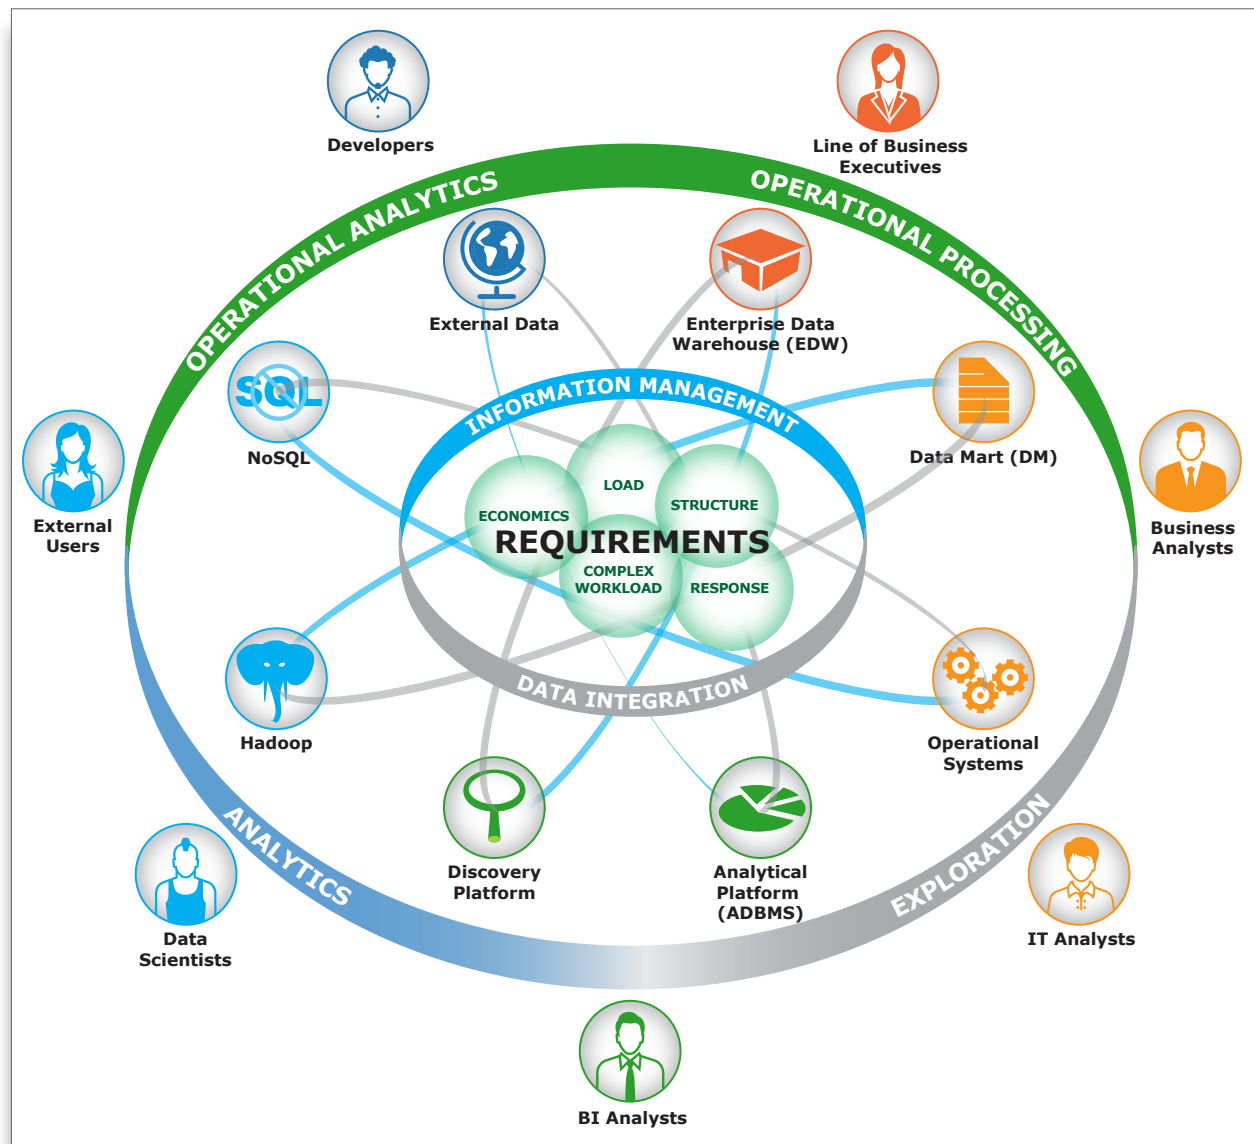 Developers
Line of Business
Executives
OPERATIONAL ANALYTICS
OPERATIONAL PROCESSING
External Data
Enterprise Data
Warehouse (EDW)
SQL
NoSQL
INFORMATION MANAGEMENT
Data Mart (DM)
External
Users
Business
Analysts
LOAD
ECONOMICS
STRUCTURE
REQUIREMENTS
COMPLEX
WORKLOAD
RESPONSE
DATA INTEGRATION
Hadoop
Operational
Systems
Discovery
Platform
Analytical
Platform
(ADBMS)
ANALYTICS
EXPLORATION
Data
Scientists
IT Analysts
BI Analysts